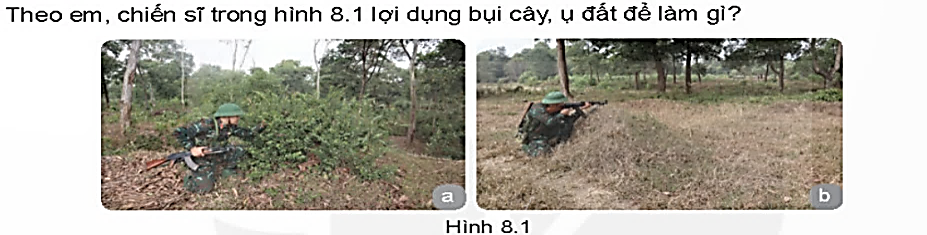 Theo em, chiến sĩ trong hình 8.1 lợi dụng bụi cây, ụ đất để làm gì?
a
b
Hình 8.1